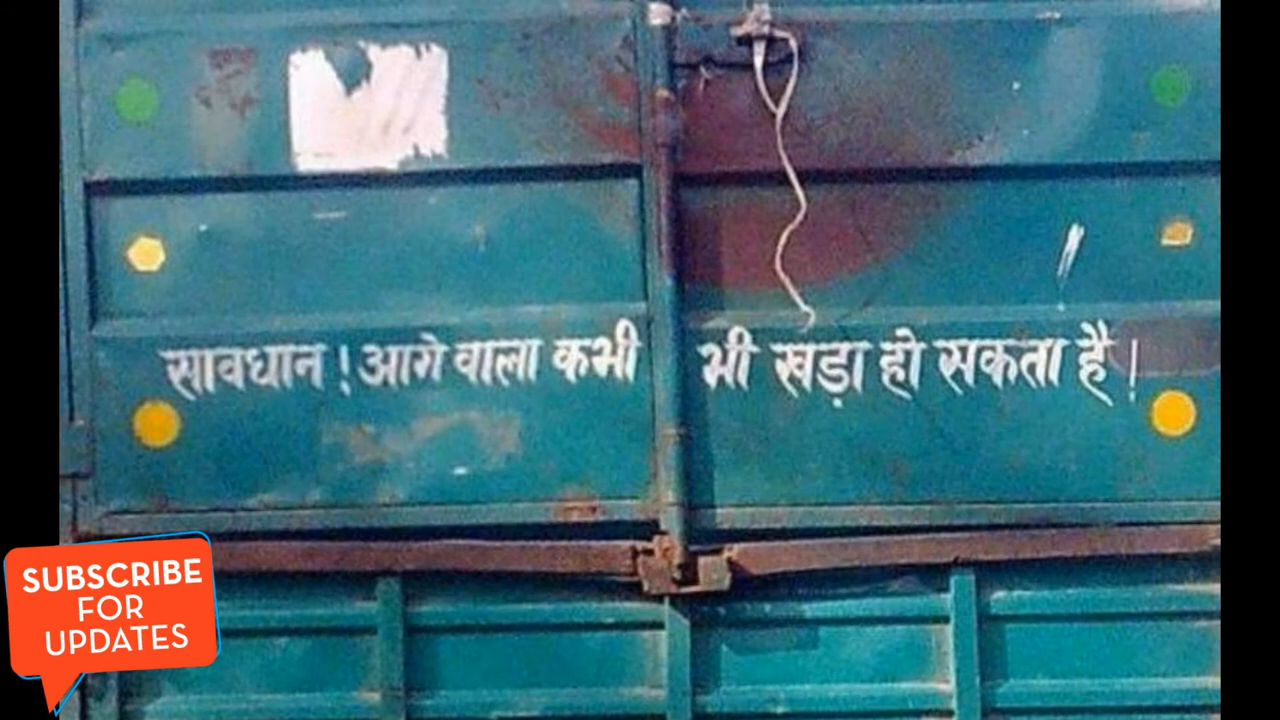 सावधान ! आगे वाला कभी भी खड़ा हो सकता है।
SUBSCRIBE
FOR
UPDATES